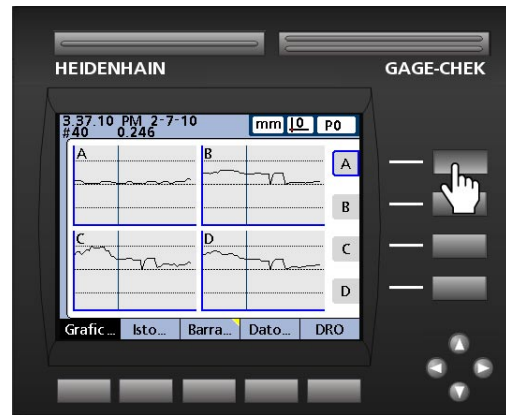 HEIDENHAIN GAGE-CHEK
3.37.10 PM 2-7-10 mm 0 P0
#40 0.246
A B A
B
C D C
D
Grafic... Isto... Barra... Dato... DRO